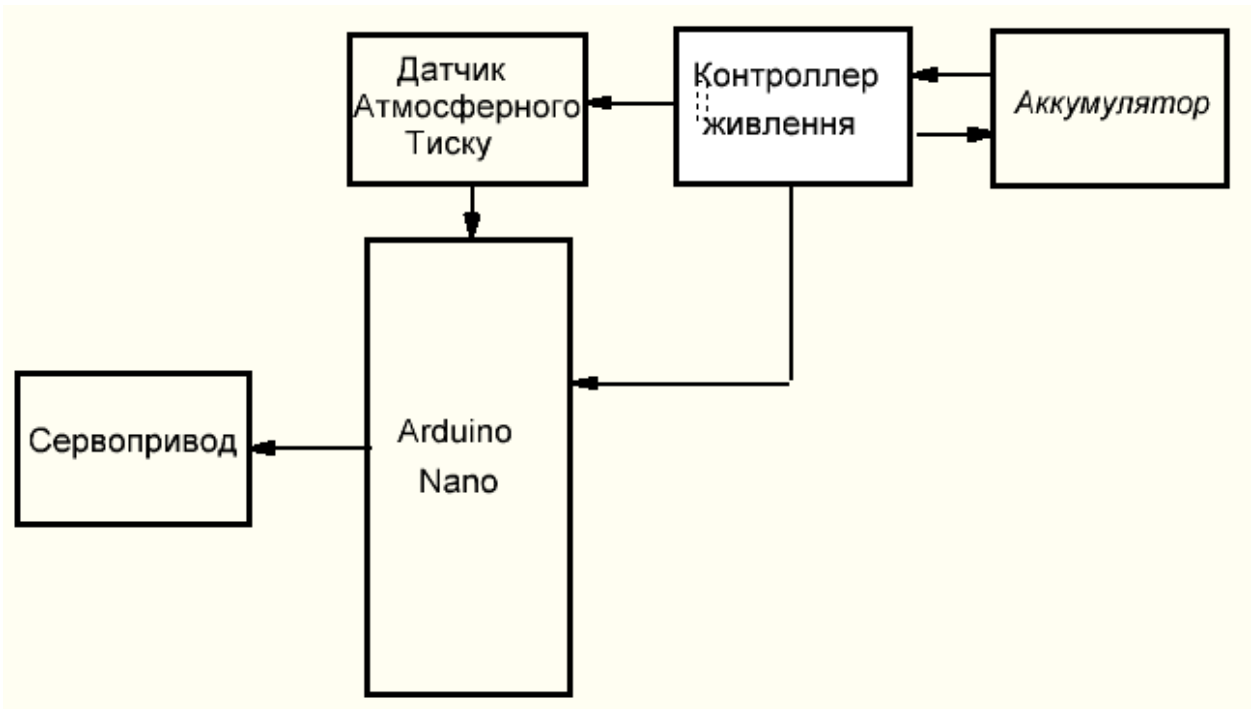 Датчик
Атмосферного
Тиску
Контроллер
живлення
Аккумулятор
Сервопривод
Arduino
Nano